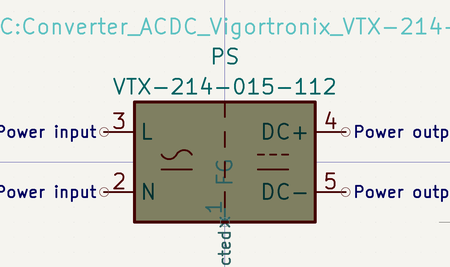 C:Converter_ACDC_Vigortronix_VTX-214-
PS
VTX-214-015-112
Power input 3 L DC+ 4 Power outp
FG
Power input 2 N DC- 5 Power outp
1
cted